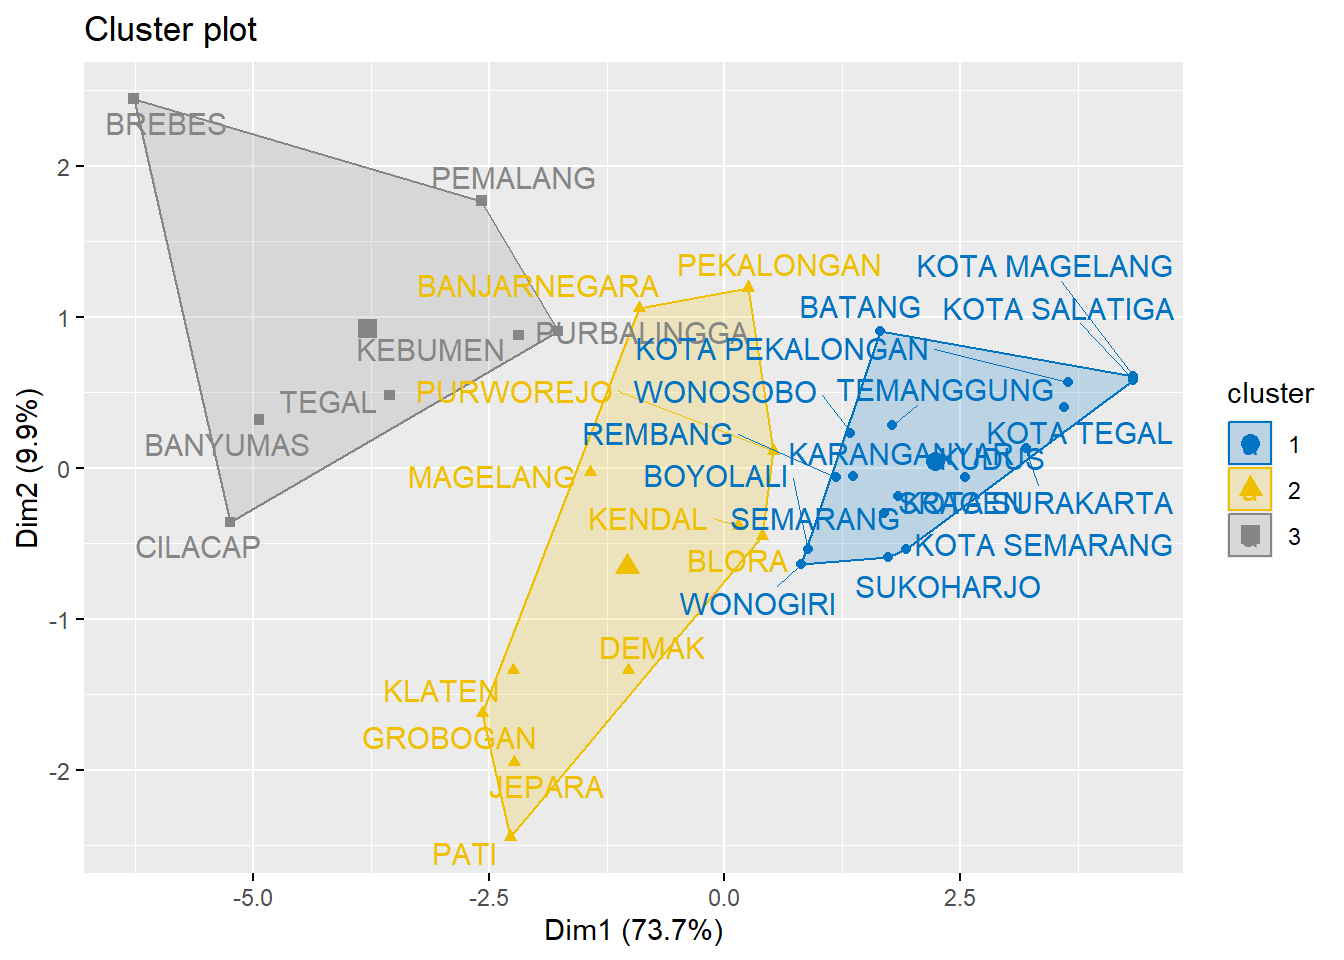 Cluster plot
BREBES
PEMALANG
PEKALONGAN
KOTA MAGELANG
BANJARNEGARA
BATANG
KOTA SALATIGA
PURBALINGGA
KEBUMEN
KOTA PEKALONGAN
PURWOREJO
WONOSOBO
TEMANGGUNG
TEGAL
REMBANG
KOTA TEGAL
BANYUMAS
KARANGANYAR
KUDUS
MAGELANG
BOYOLALI
SRAGEN
KOTA SURAKARTA
KENDAL
SEMARANG
CILACAP
KOTA SEMARANG
BLORA
SUKOHARJO
WONOGIRI
DEMAK
KLATEN
GROBOGAN
JEPARA
PATI
2
1
0
-1
-2
Dim2 (9.9%)
-5.0
-2.5
0.0
2.5
Dim1 (73.7%)
cluster
1
2
3